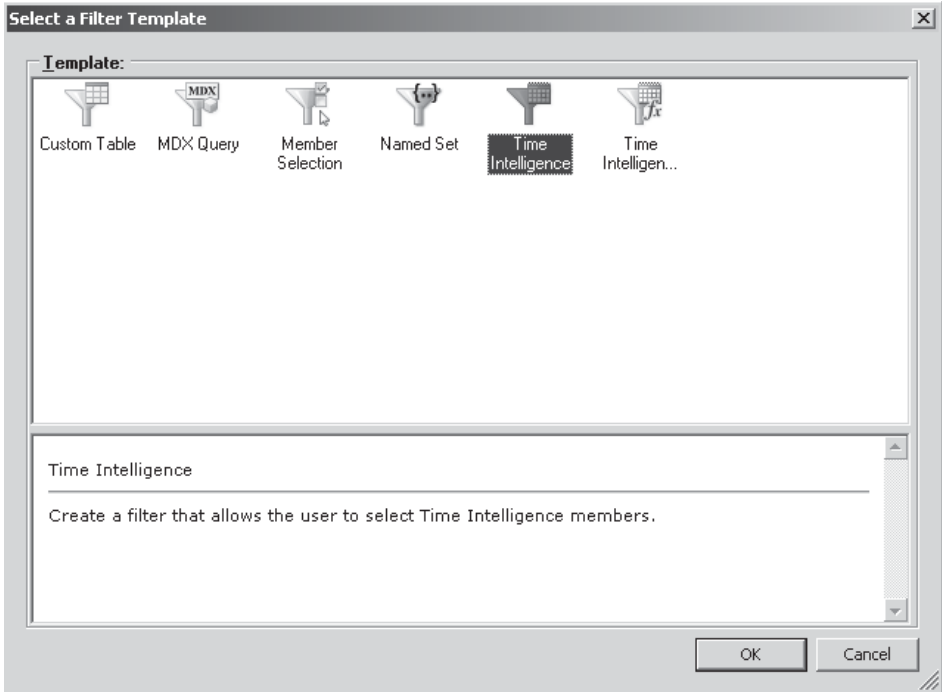 Select a Filter Template
Template:
MDX
Custom Table
MDX Query
Member
Selection
{..}
Named Set
Time
Intelligence
fx
Time
Intelligen...
Time Intelligence
Create a filter that allows the user to select Time Intelligence members.
OK
Cancel